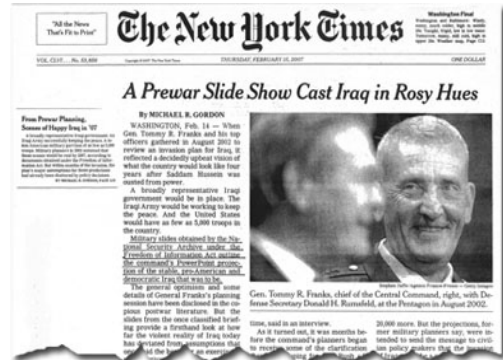 "All the News
That's Fit to Print"
The New York Times
Washington Final
VOL. CLVI . . . No.
THURSDAY, FEBRUARY 15, 2007
ONE DOLLAR
A Prewar Slide Show Cast Iraq in Rosy Hues
From Prewar Planning,
Scenes of Happy Iraq in '07
By MICHAEL R. GORDON
WASHINGTON, Feb. 14 — When
Gen. Tommy R. Franks and his top
officers gathered in August 2002 to
review an invasion plan for Iraq, it
reflected a decidedly upbeat vision of
what the country would look like four
years after Saddam Hussein was
ousted from power.
A broadly representative Iraqi
government would be in place. The
Iraqi Army would be working to keep
the peace. And the United States
would have as few as 5,000 troops in
the country.
Military slides obtained by the Na-
tional Security Archive under the
Freedom of Information Act outline
the command's PowerPoint projec-
tion of the stable, pro-American and
democratic Iraq that was to be.
The general optimism and some
details of General Franks's planning
session have been disclosed in the co-
pious postwar literature. But the
slides from the once classified brief-
ing provide a firsthand look at how
far the violent reality of Iraq today
has deviated from assumptions that
Gen. Tommy R. Franks, chief of the Central Command, right, with De-
fense Secretary Donald H. Rumsfeld, at the Pentagon in August 2002.
time, said in an interview.
As it turned out, it was months be-
fore the command's planners began
to receive some of the clarification
20,000 more. But the projections, for-
mer military planners say, were in-
tended to send the message to civil-
ian policy makers that the